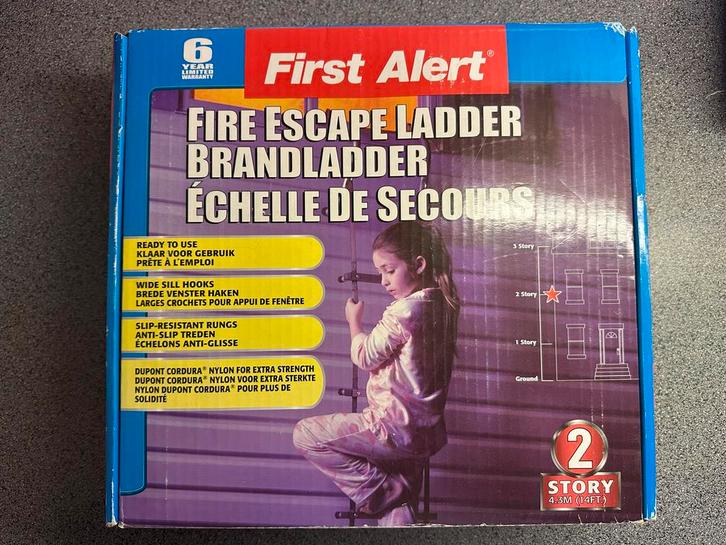 6
YEAR
LIMITED
WARRANTY
First Alert®
FIRE ESCAPE LADDER
BRANDLADDER
ÉCHELLE DE SECOURS
READY TO USE
KLAAR VOOR GEBRUIK
PRÊTE À L'EMPLOI
WIDE SILL HOOKS
BREDE VENSTER HAKEN
LARGES CROCHETS POUR APPUI DE FENÊTRE
SLIP-RESISTANT RUNGS
ANTI-SLIP TREDEN
ÉCHELONS ANTI-GLISSE
DUPONT CORDURA® NYLON FOR EXTRA STRENGTH
DUPONT CORDURA® NYLON VOOR EXTRA STERKTE
NYLON DUPONT CORDURA® POUR PLUS DE
SOLIDITÉ
3 Story
2 Story
1 Story
Ground
2
STORY
4.3M (14FT.)